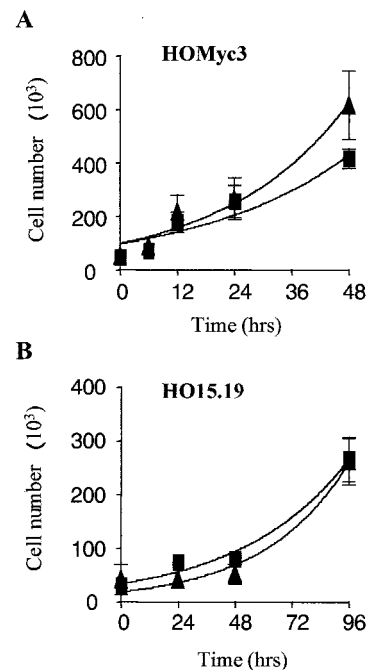 A
HOMyc3
Cell number (10³)
800
600
400
200
0
0 12 24 36 48
Time (hrs)
B
HO15.19
Cell number (10³)
400
300
200
100
0
0 24 48 72 96
Time (hrs)